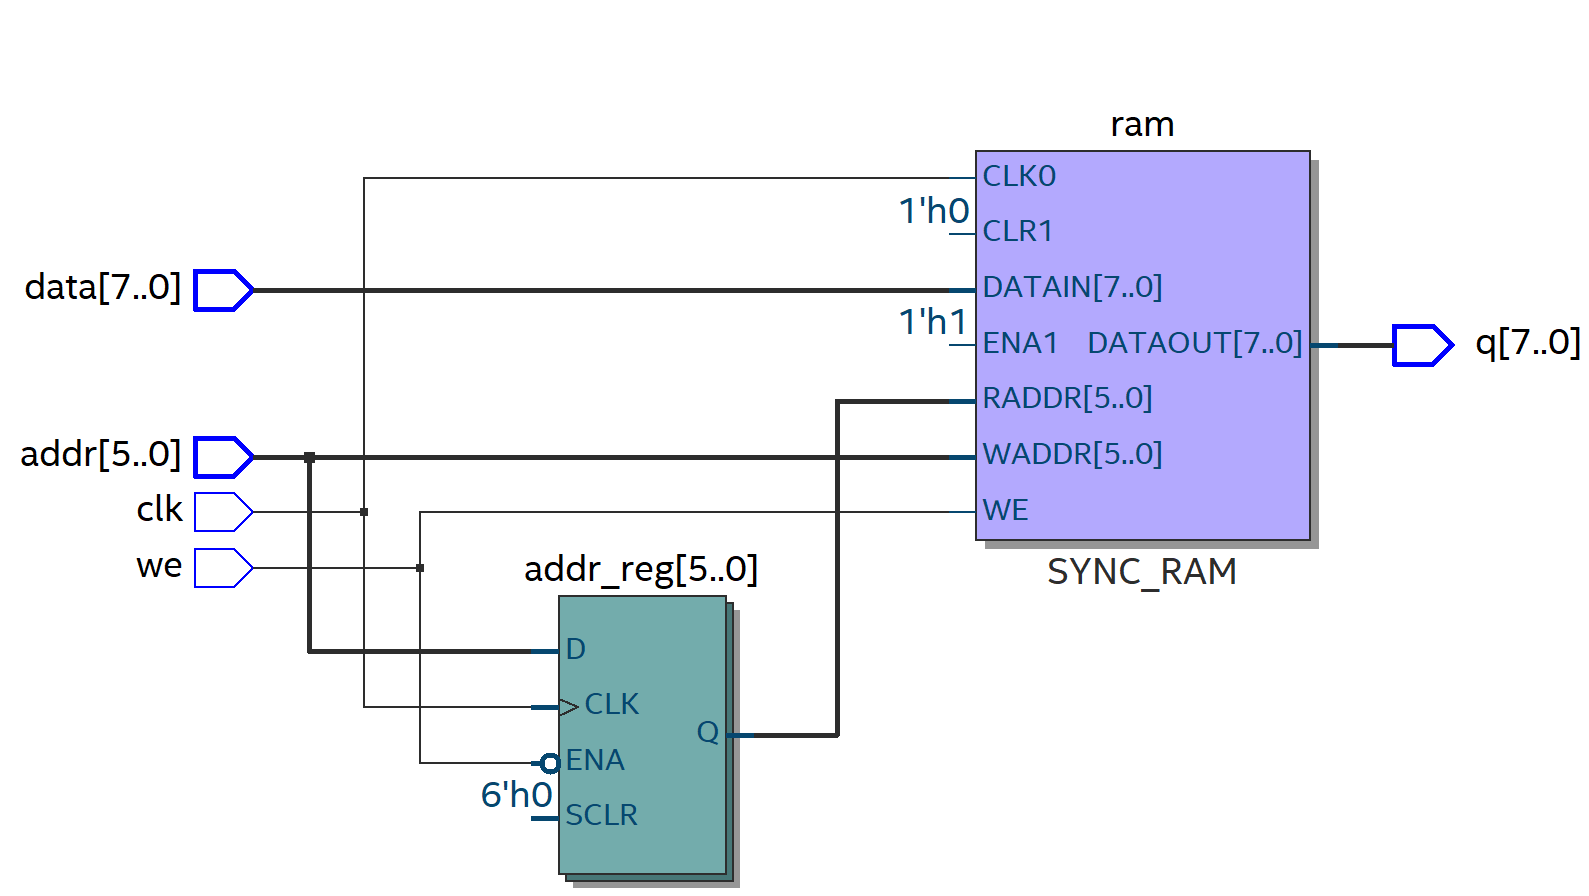 ram
CLK0
1'h0
CLR1
data[7..0]
DATAIN[7..0]
1'h1
ENA1
DATAOUT[7..0]
q[7..0]
RADDR[5..0]
addr[5..0]
WADDR[5..0]
clk
WE
we
addr_reg[5..0]
SYNC_RAM
D
CLK
Q
ENA
6'h0
SCLR